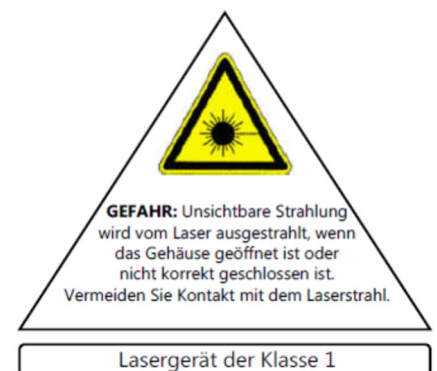 GEFAHR: Unsichtbare Strahlung
wird vom Laser ausgestrahlt, wenn
das Gehäuse geöffnet ist oder
nicht korrekt geschlossen ist.
Vermeiden Sie Kontakt mit dem Laserstrahl.
Lasergerät der Klasse 1